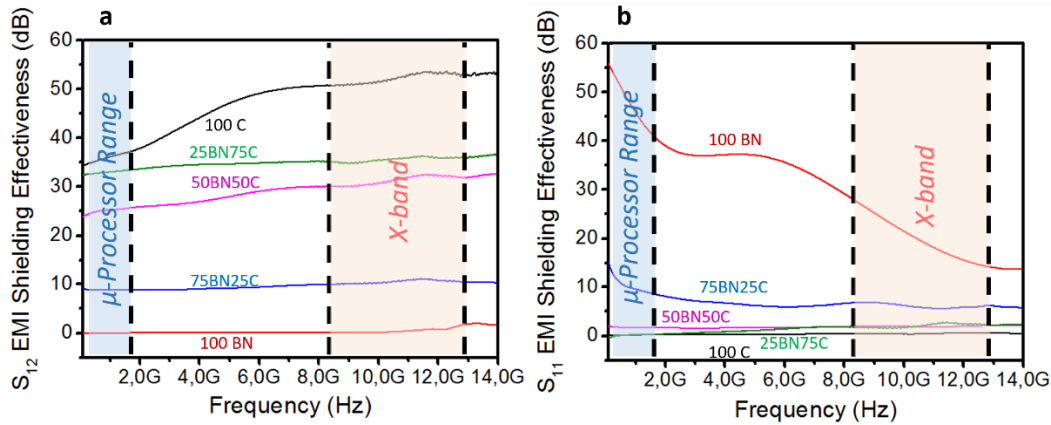 a
S12 EMI Shielding Effectiveness (dB)
60
50
40
30
20
10
0
µ-Processor Range
X-band
100 C
25BN75C
50BN50C
75BN25C
100 BN
2,0G 4,0G 6,0G 8,0G 10,0G 12,0G 14,0G
Frequency (Hz)
b
S11 EMI Shielding Effectiveness (dB)
60
50
40
30
20
10
0
µ-Processor Range
X-band
100 BN
75BN25C
50BN50C
25BN75C
100 C
2,0G 4,0G 6,0G 8,0G 10,0G 12,0G 14,0G
Frequency (Hz)